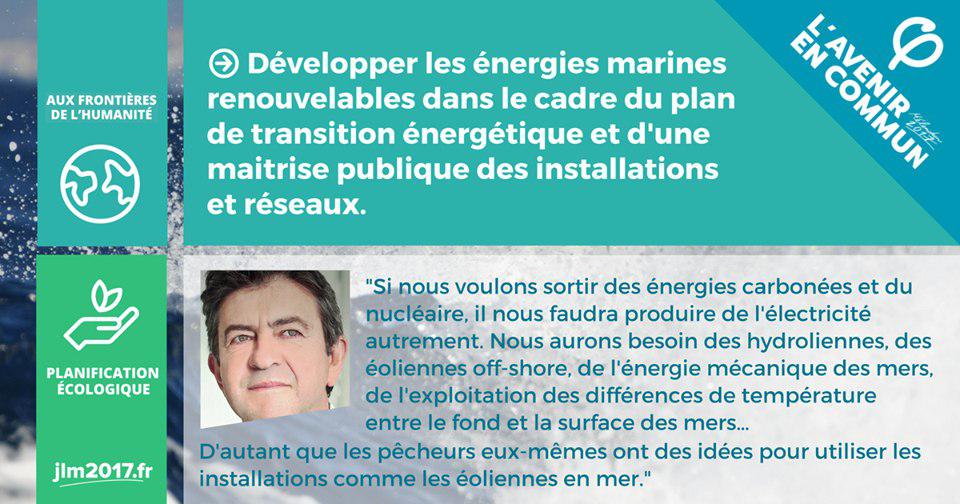 AUX FRONTIÈRES
DE L'HUMANITÉ
Développer les énergies marines
renouvelables dans le cadre du plan
de transition énergétique et d'une
maitrise publique des installations
et réseaux.
L'AVENIR
EN COMMUN
2017
PLANIFICATION
ÉCOLOGIQUE
jlm2017.fr
"Si nous voulons sortir des énergies carbonées et du
nucléaire, il nous faudra produire de l'électricité
autrement. Nous aurons besoin des hydroliennes, des
éoliennes off-shore, de l'énergie mécanique des mers,
de l'exploitation des différences de température
entre le fond et la surface des mers...
D'autant que les pêcheurs eux-mêmes ont des idées pour utiliser les
installations comme les éoliennes en mer."